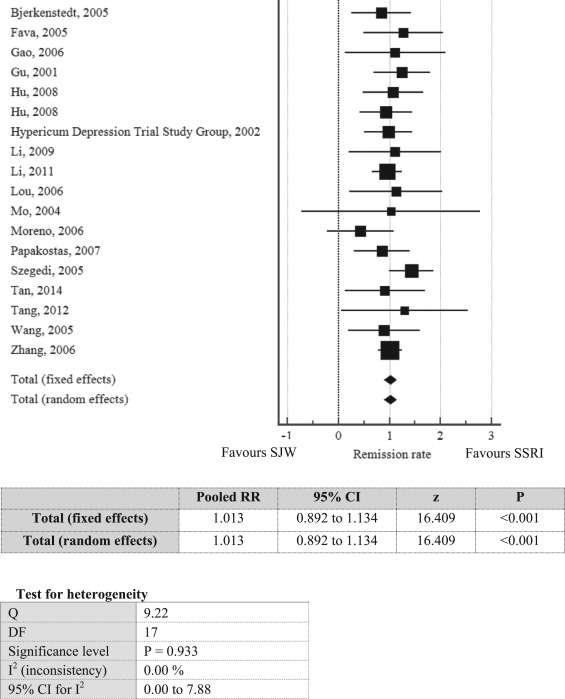 Bjerkenstedt, 2005
Fava, 2005
Gao, 2006
Gu, 2001
Hu, 2008
Hu, 2008
Hypericum Depression Trial Study Group, 2002
Li, 2009
Li, 2011
Lou, 2006
Mo, 2004
Moreno, 2006
Papakostas, 2007
Szegedi, 2005
Tan, 2014
Tang, 2012
Wang, 2005
Zhang, 2006
Total (fixed effects)
Total (random effects)
-1 0 1 2 3
Favours SJW Remission rate Favours SSRI
Pooled RR 95% CI z P
Total (fixed effects) 1.013 0.892 to 1.134 16.409 <0.001
Total (random effects) 1.013 0.892 to 1.134 16.409 <0.001
Test for heterogeneity
Q 9.22
DF 17
Significance level P = 0.933
I² (inconsistency) 0.00 %
95% CI for I² 0.00 to 7.88